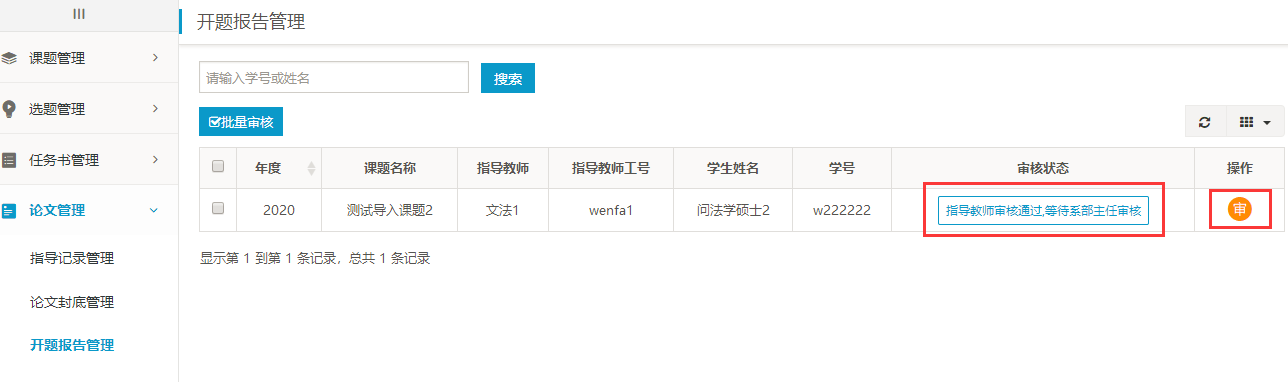 开题报告管理
课题管理
选题管理
任务书管理
论文管理
指导记录管理
论文封底管理
开题报告管理
请输入学号或姓名 搜索
批量审核
年度 课题名称 指导教师 指导教师工号 学生姓名 学号 审核状态 操作
2020 测试导入课题2 文法1 wenfa1 问法学硕士2 w222222 指导教师审核通过,等待系部主任审核 审
显示第 1 到第 1 条记录，总共 1 条记录